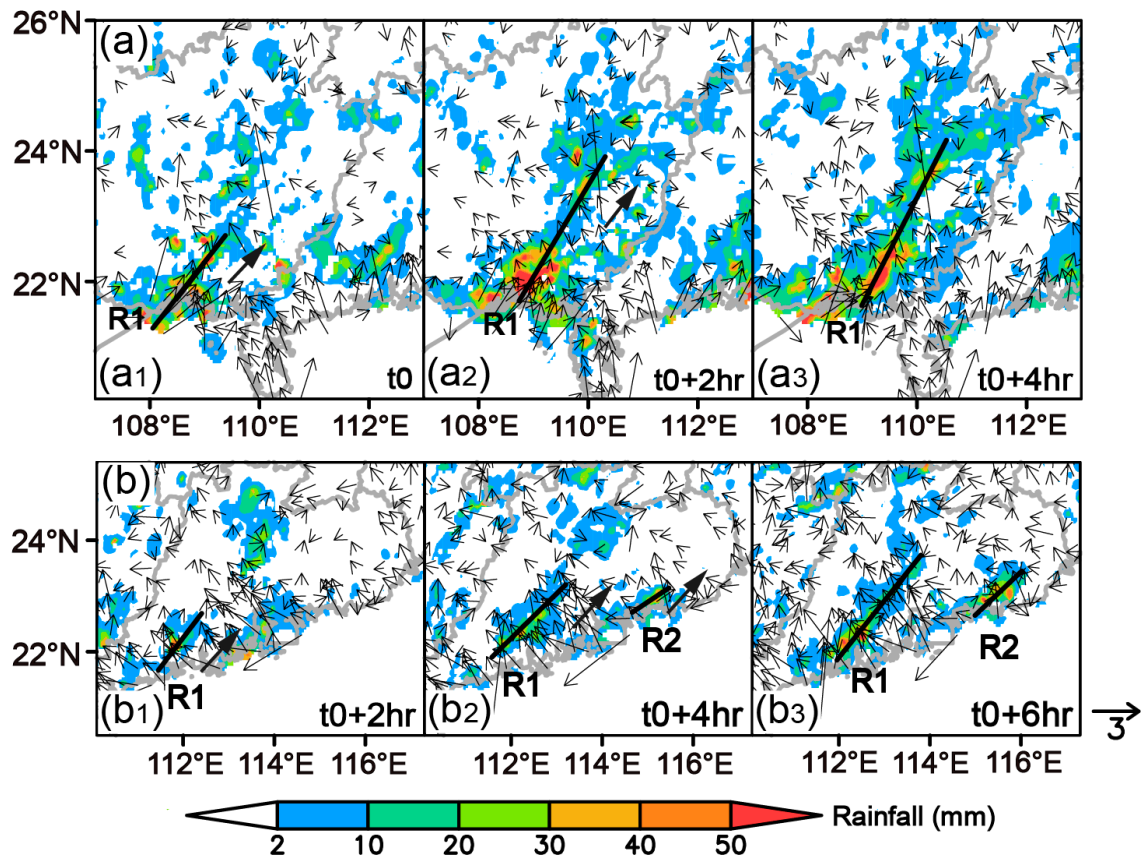 26°N
(a)
24°N
22°N
R1
R1
R1
(a1)
t0
(a2)
t0+2hr
(a3)
t0+4hr
108°E 110°E 112°E
108°E 110°E 112°E
108°E 110°E 112°E
(b)
24°N
22°N
R1
R1
R2
R1
R2
(b1)
t0+2hr
(b2)
t0+4hr
(b3)
t0+6hr
3
112°E 114°E 116°E
112°E 114°E 116°E
112°E 114°E 116°E
Rainfall (mm)
2 10 20 30 40 50